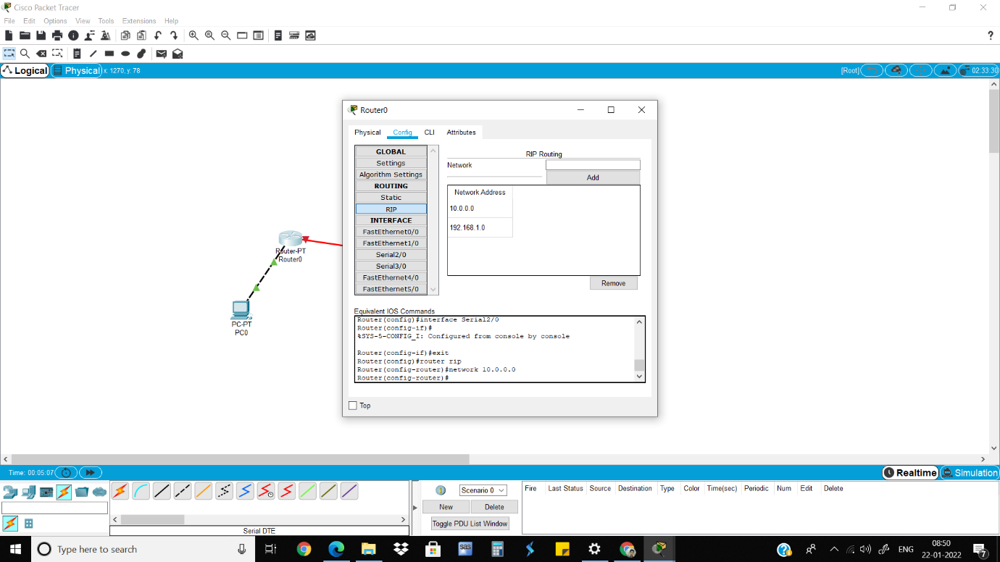 Cisco Packet Tracer
File Edit Options View Tools Extensions Help
?
Logical Physical x: 1270, y: 78 [Root] 02:33:30
Router0
Physical Config CLI Attributes
GLOBAL
Settings
Algorithm Settings
ROUTING
Static
RIP
INTERFACE
FastEthernet0/0
FastEthernet1/0
Serial2/0
Serial3/0
FastEthernet4/0
FastEthernet5/0
RIP Routing
Network
Add
Network Address
10.0.0.0
192.168.1.0
Remove
Equivalent IOS Commands
Router(config)#interface Serial2/0
Router(config-if)#
%SYS-5-CONFIG_I: Configured from console by console
Router(config-if)#exit
Router(config)#router rip
Router(config-router)#network 10.0.0.0
Router(config-router)#
Top
Router-PT
Router0
PC-PT
PC0
Time: 00:05:07 Realtime Simulation
Scenario 0
New Delete
Toggle PDU List Window
Fire Last Status Source Destination Type Color Time(sec) Periodic Num Edit Delete
Serial DTE
Type here to search
sas
ENG
08:50
22-01-2022
7